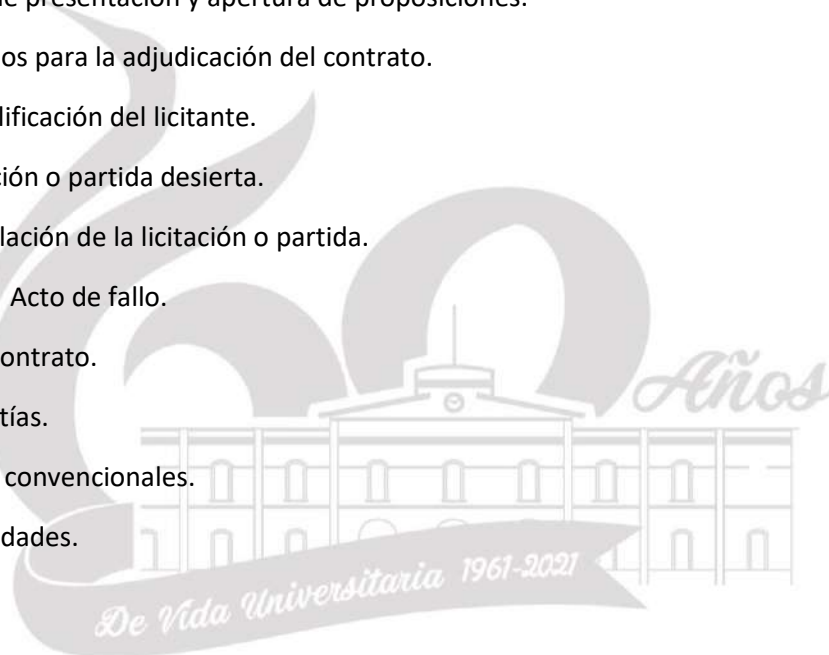 e presentación y apertura de proposiciones.
os para la adjudicación del contrato.
lificación del licitante.
ción o partida desierta.
lación de la licitación o partida.
Acto de fallo.
ontrato.
tías.
convencionales.
dades.
60 Años
De Vida Universitaria 1961-2021